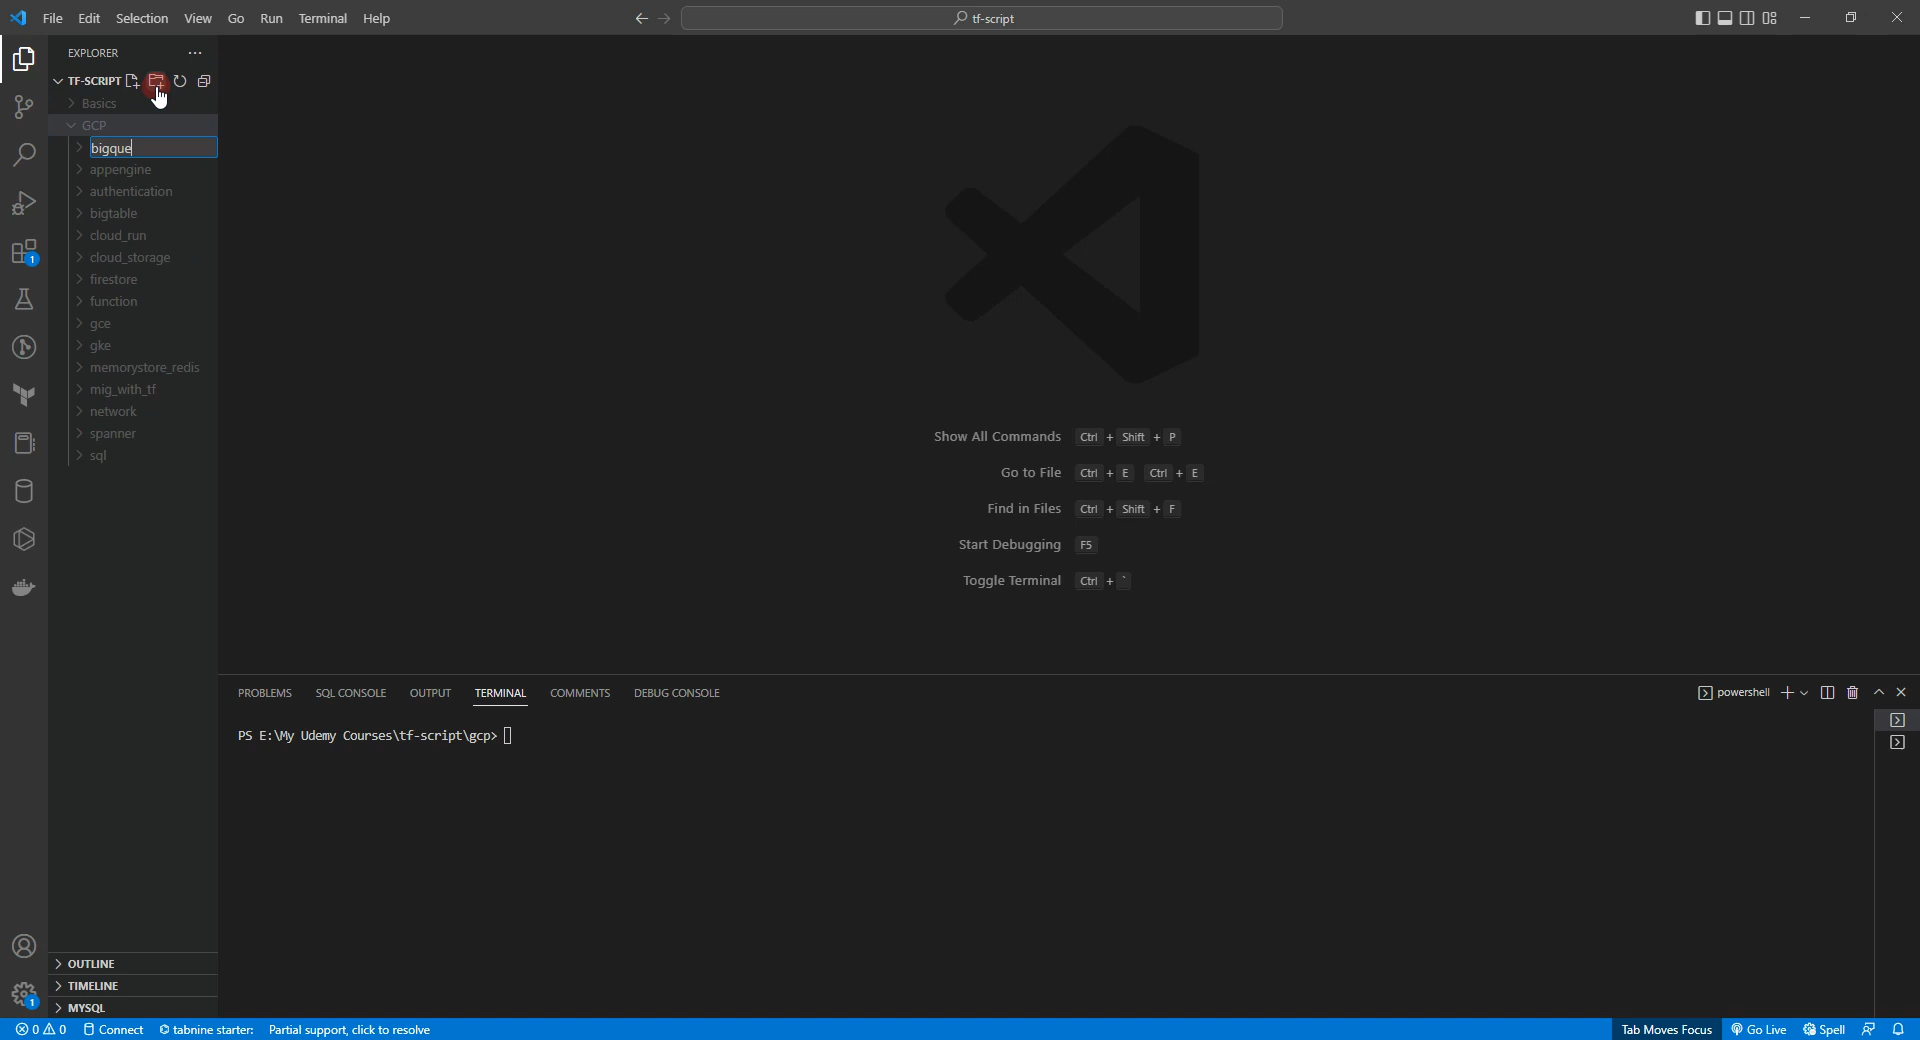 File Edit Selection View Go Run Terminal Help
tf-script
EXPLORER
TF-SCRIPT
Basics
GCP
bigque
appengine
authentication
bigtable
cloud_run
cloud_storage
firestore
function
gce
gke
memorystore_redis
mig_with_tf
network
spanner
sql
1
Show All Commands Ctrl + Shift + P
Go to File Ctrl + E Ctrl + E
Find in Files Ctrl + Shift + F
Start Debugging F5
Toggle Terminal Ctrl + `
PROBLEMS SQL CONSOLE OUTPUT TERMINAL COMMENTS DEBUG CONSOLE
powershell
PS E:\My Udemy Courses\tf-script\gcp>
OUTLINE
TIMELINE
MYSQL
1
0 0 Connect tabnine starter: Partial support, click to resolve
Tab Moves Focus Go Live Spell